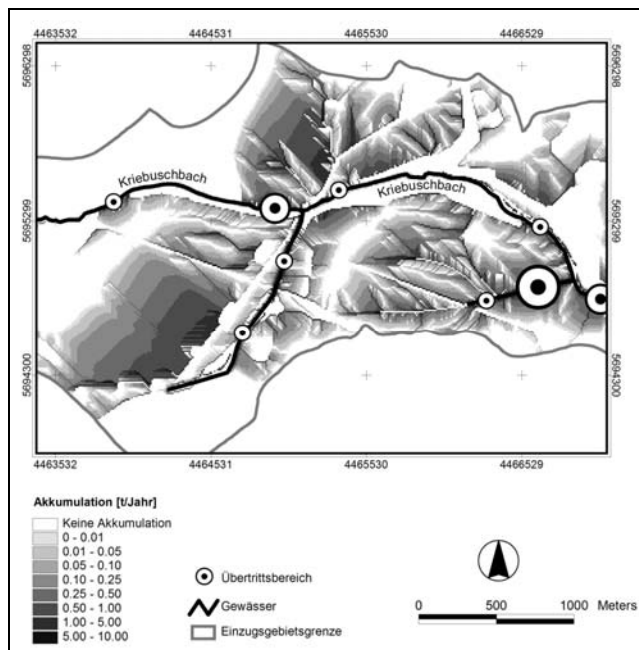 4463532 4464531 4465530 4466529
5696298 5696298
Kriebuschbach
Kriebuschbach
5695299 5695299
5694300 5694300
4463532 4464531 4465530 4466529
Akkumulation [t/Jahr]
Keine Akkumulation
0 - 0.01
0.01 - 0.05
0.05 - 0.10
0.10 - 0.25
0.25 - 0.50
0.50 - 1.00
1.00 - 5.00
5.00 - 10.00
Übertrittsbereich
Gewässer
Einzugsgebietsgrenze
0 500 1000 Meters